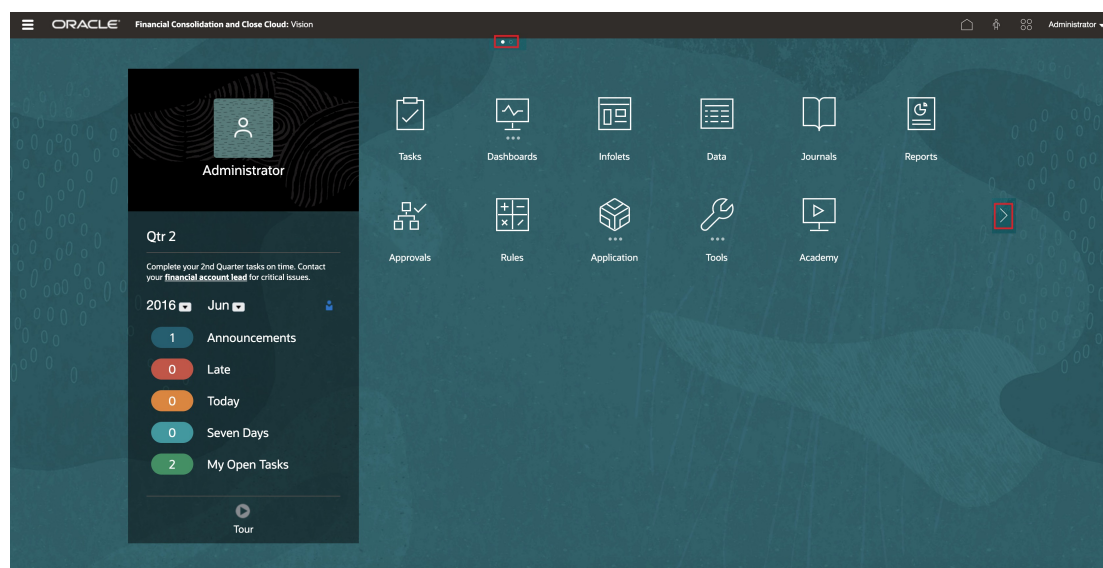 ORACLE Financial Consolidation and Close Cloud: Vision Administrator
Administrator
Tasks Dashboards Infolets Data Journals Reports
Approvals Rules Application Tools Academy
Qtr 2
Complete your 2nd Quarter tasks on time. Contact
your financial account lead for critical issues.
2016 Jun
1 Announcements
0 Late
0 Today
0 Seven Days
2 My Open Tasks
Tour